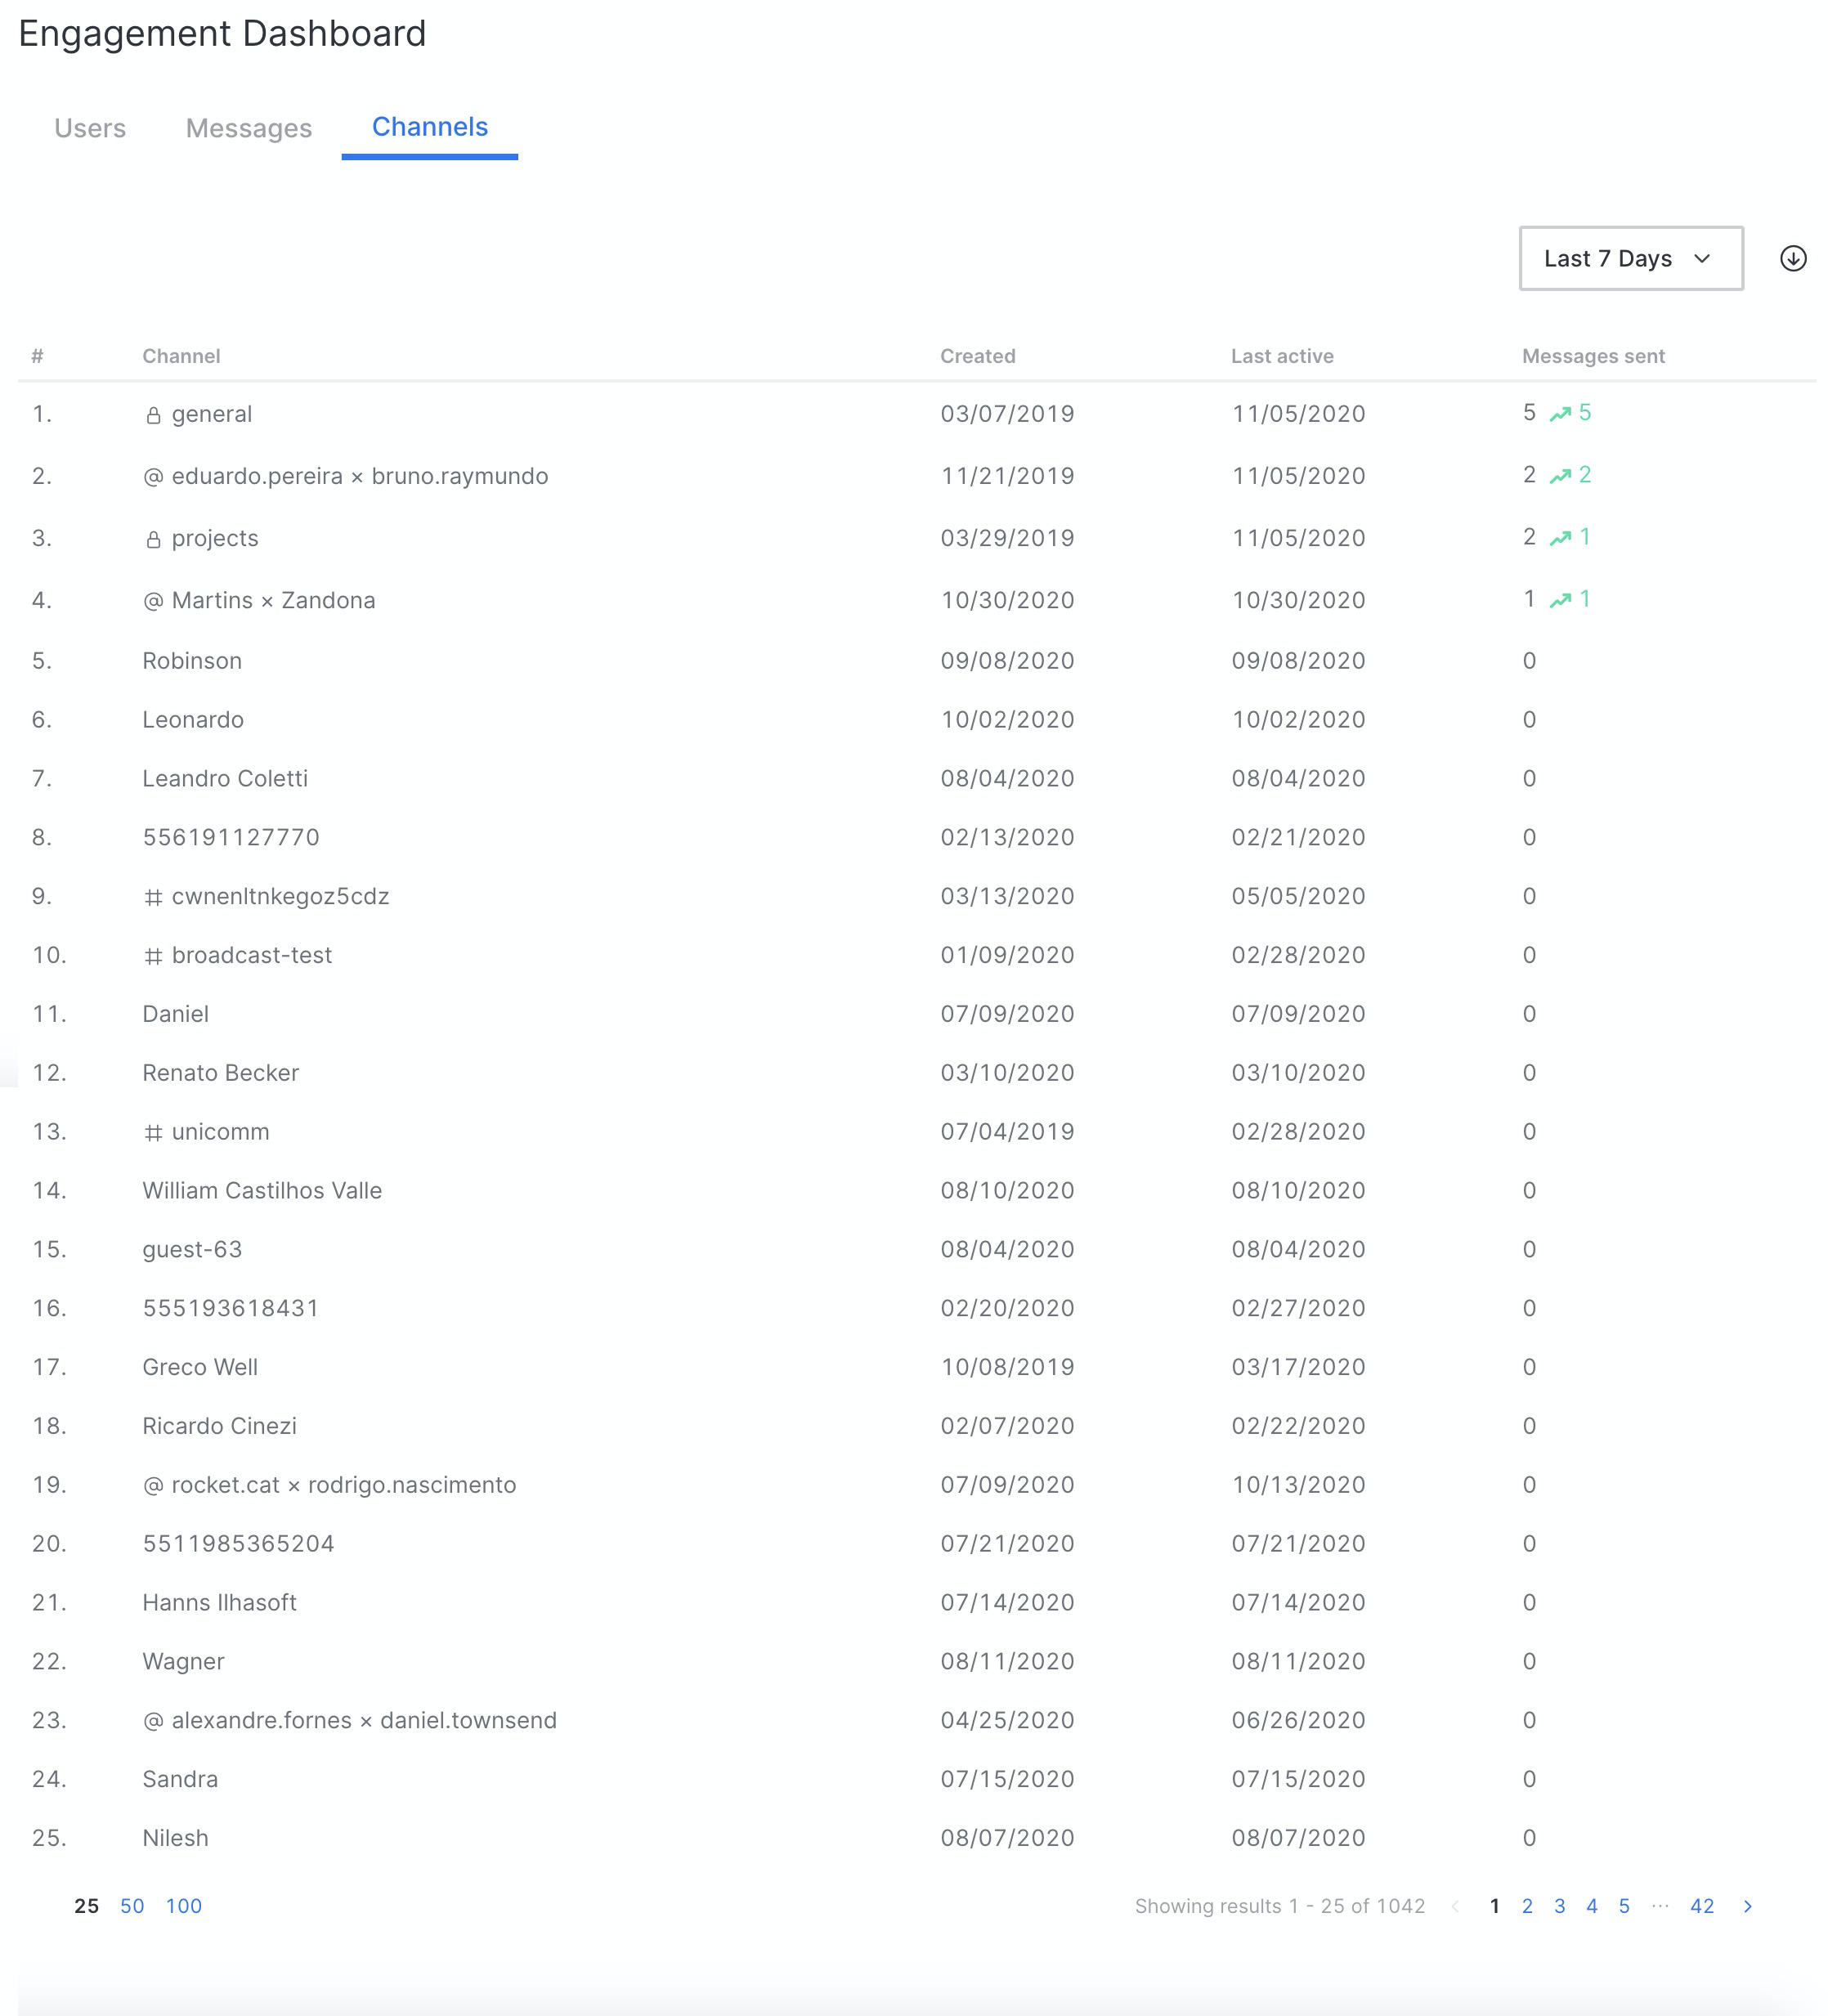 Engagement Dashboard
Users Messages Channels
Last 7 Days
# Channel Created Last active Messages sent
1. general 03/07/2019 11/05/2020 5 5
2. @ eduardo.pereira × bruno.raymundo 11/21/2019 11/05/2020 2 2
3. projects 03/29/2019 11/05/2020 2 1
4. @ Martins × Zandona 10/30/2020 10/30/2020 1 1
5. Robinson 09/08/2020 09/08/2020 0
6. Leonardo 10/02/2020 10/02/2020 0
7. Leandro Coletti 08/04/2020 08/04/2020 0
8. 556191127770 02/13/2020 02/21/2020 0
9. # cwnenltnkegoz5cdz 03/13/2020 05/05/2020 0
10. # broadcast-test 01/09/2020 02/28/2020 0
11. Daniel 07/09/2020 07/09/2020 0
12. Renato Becker 03/10/2020 03/10/2020 0
13. # unicomm 07/04/2019 02/28/2020 0
14. William Castilhos Valle 08/10/2020 08/10/2020 0
15. guest-63 08/04/2020 08/04/2020 0
16. 555193618431 02/20/2020 02/27/2020 0
17. Greco Well 10/08/2019 03/17/2020 0
18. Ricardo Cinezi 02/07/2020 02/22/2020 0
19. @ rocket.cat × rodrigo.nascimento 07/09/2020 10/13/2020 0
20. 5511985365204 07/21/2020 07/21/2020 0
21. Hanns Ilhasoft 07/14/2020 07/14/2020 0
22. Wagner 08/11/2020 08/11/2020 0
23. @ alexandre.fornes × daniel.townsend 04/25/2020 06/26/2020 0
24. Sandra 07/15/2020 07/15/2020 0
25. Nilesh 08/07/2020 08/07/2020 0
25 50 100 Showing results 1 - 25 of 1042 ‹ 1 2 3 4 5 ··· 42 ›